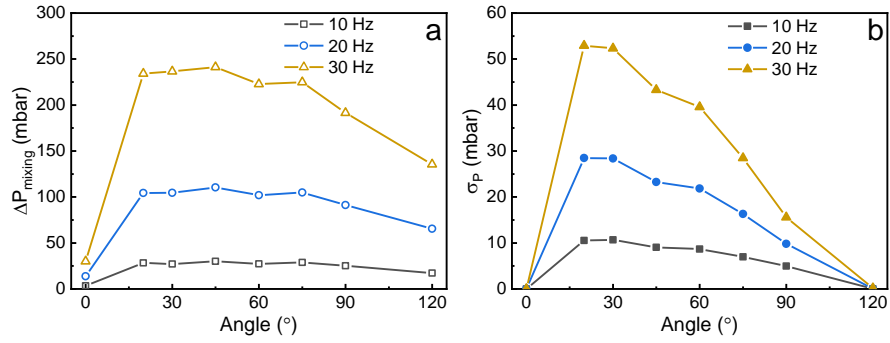 a
10 Hz
20 Hz
30 Hz
300
250
200
150
100
50
0
ΔP_mixing (mbar)
0 30 60 90 120
Angle (°)
b
10 Hz
20 Hz
30 Hz
60
50
40
30
20
10
0
σ_P (mbar)
0 30 60 90 120
Angle (°)